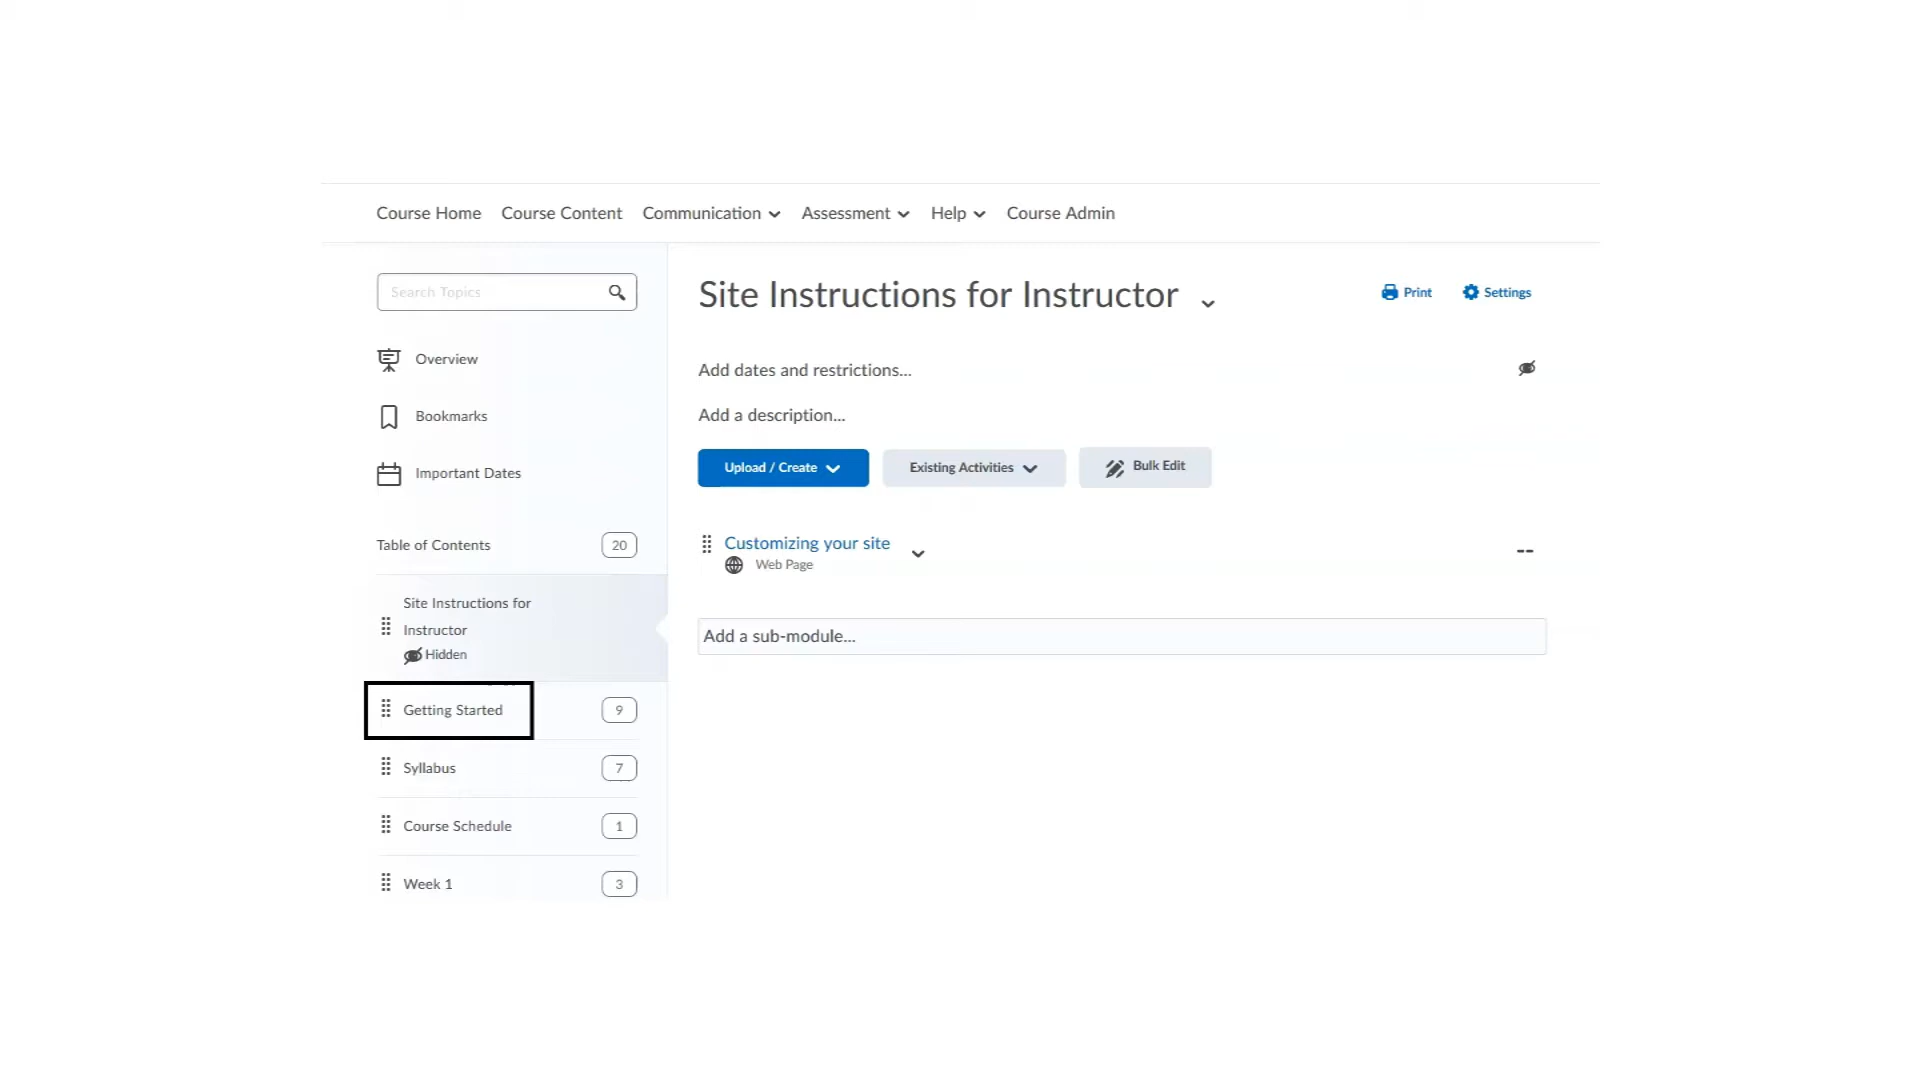 Course Home Course Content Communication Assessment Help Course Admin
Search Topics
Overview
Bookmarks
Important Dates
Table of Contents 20
Site Instructions for
Instructor
Hidden
Getting Started 9
Syllabus 7
Course Schedule 1
Week 1 3
Site Instructions for Instructor
Print Settings
Add dates and restrictions...
Add a description...
Upload / Create Existing Activities Bulk Edit
Customizing your site
Web Page
--
Add a sub-module...